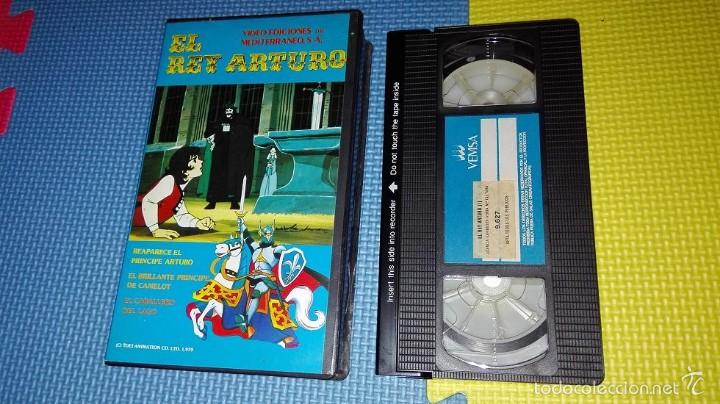 VIDEO EDICIONES DEL
MEDITERRANEO, S.A.
EL
REY ARTURO
REAPARECE EL
PRINCIPE ARTURO
EL BRILLANTE PRINCIPE
DE CAMELOT
EL CABALLERO
DEL LAGO
(C) TOEI ANIMATION CO. LTD. 1.979
Insert this side into recorder
Do not touch the tape inside
VEMSA
9.627
todocoleccion.net